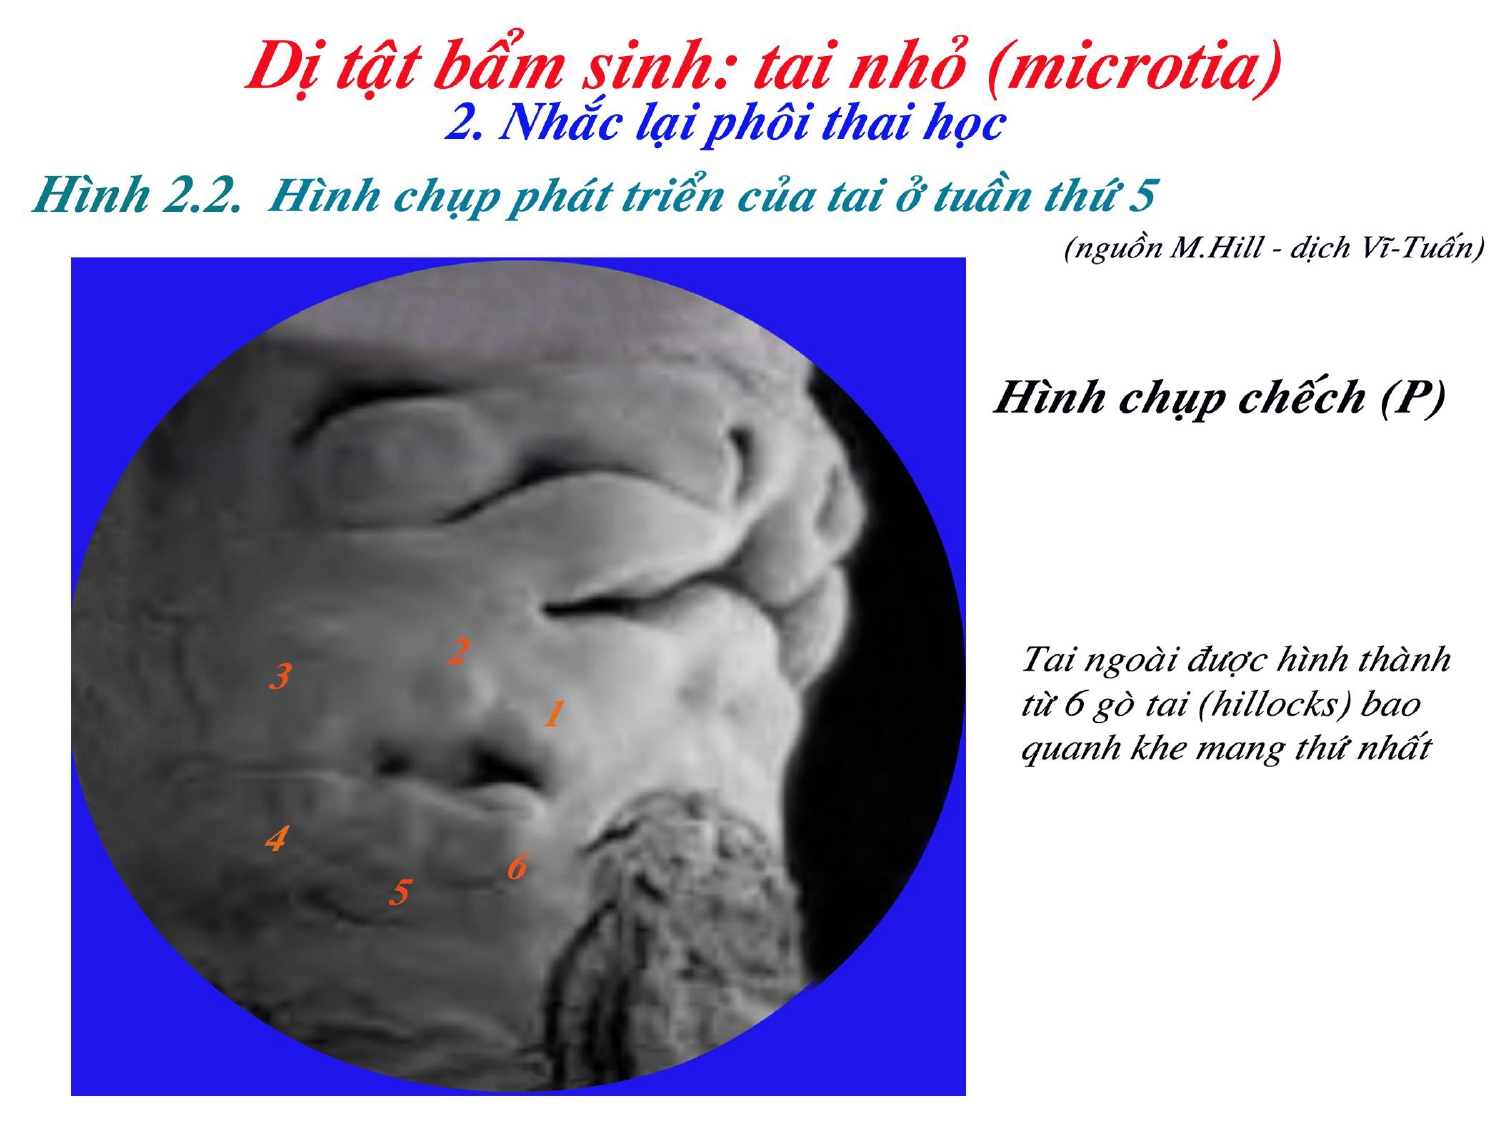 Dị tật bẩm sinh: tai nhỏ (microtia)
2. Nhắc lại phôi thai học
Hình 2.2. Hình chụp phát triển của tai ở tuần thứ 5
(nguồn M.Hill - dịch Vĩ-Tuấn)
Hình chụp chếch (P)
Tai ngoài được hình thành
từ 6 gò tai (hillocks) bao
quanh khe mang thứ nhất
2
3
1
4
6
5